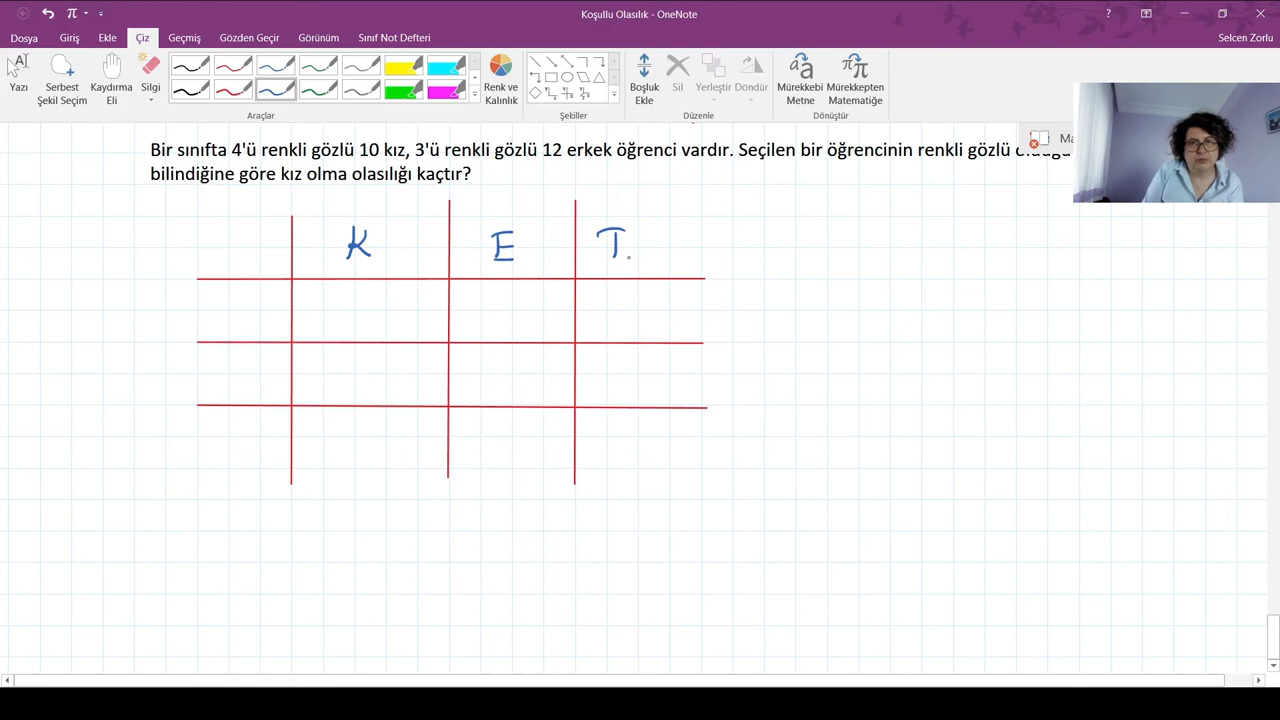 Koşullu Olasılık - OneNote
Dosya Giriş Ekle Çiz Geçmiş Gözden Geçir Görünüm Sınıf Not Defteri
Selcen Zorlu
Yazı
Serbest Şekil Seçim
Kaydırma Eli
Silgi
Renk ve Kalınlık
Boşluk Ekle
Sil
Yerleştir
Döndür
Mürekkebi Metne
Mürekkepten Matematiğe
Araçlar
Şekiller
Düzenle
Dönüştür
Bir sınıfta 4'ü renkli gözlü 10 kız, 3'ü renkli gözlü 12 erkek öğrenci vardır. Seçilen bir öğrencinin renkli gözlü
bilindiğine göre kız olma olasılığı kaçtır?
K E T